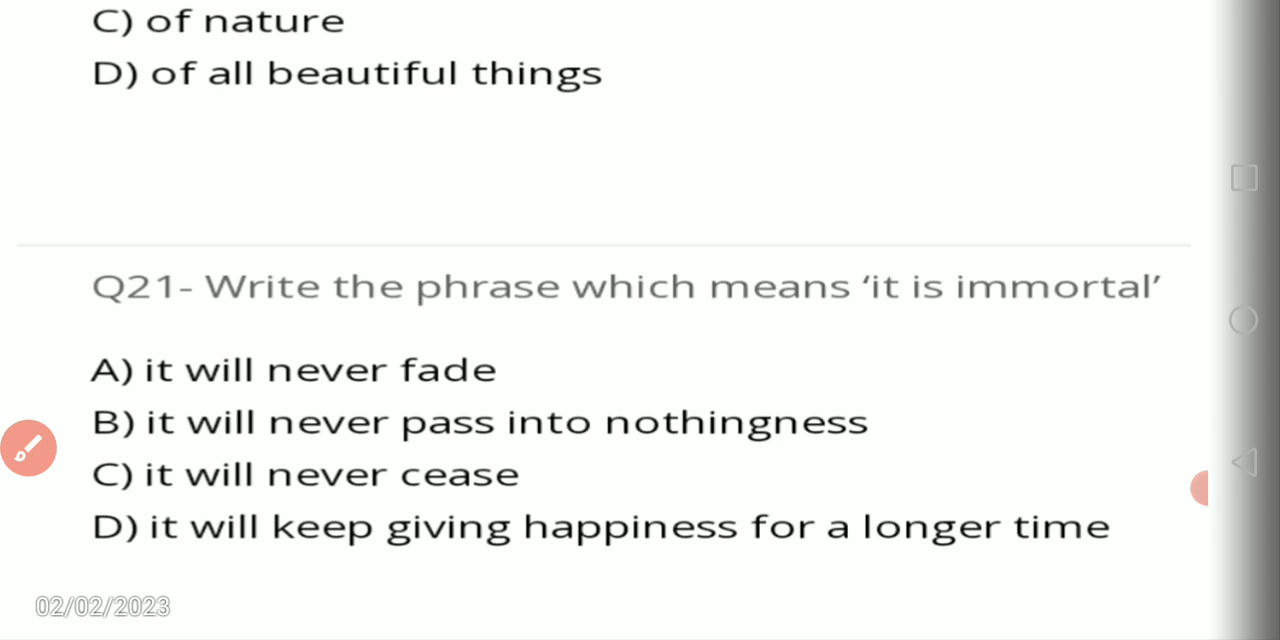 C) of nature
D) of all beautiful things
Q21- Write the phrase which means ‘it is immortal’
A) it will never fade
B) it will never pass into nothingness
C) it will never cease
D) it will keep giving happiness for a longer time
02/02/2023